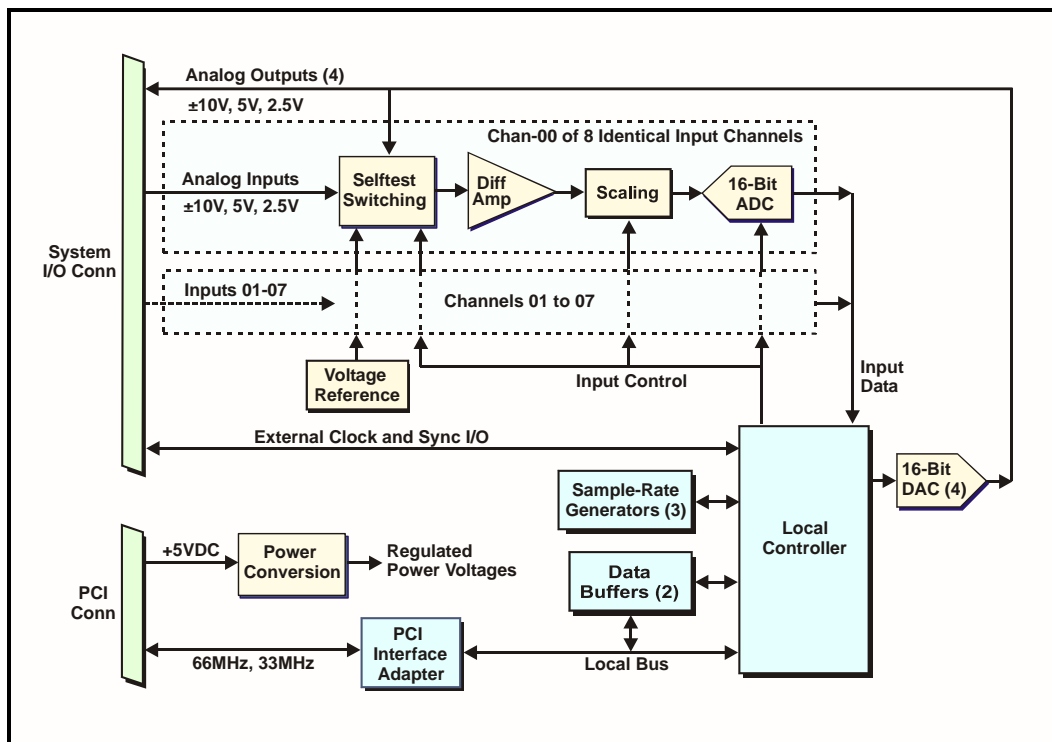 Analog Outputs (4)
±10V, 5V, 2.5V
Chan-00 of 8 Identical Input Channels
Analog Inputs
±10V, 5V, 2.5V
Selftest
Switching
Diff
Amp
Scaling
16-Bit
ADC
System
I/O Conn
Inputs 01-07
Channels 01 to 07
Voltage
Reference
Input Control
Input
Data
External Clock and Sync I/O
16-Bit
DAC (4)
Sample-Rate
Generators (3)
Local
Controller
+5VDC
Power
Conversion
Regulated
Power Voltages
Data
Buffers (2)
PCI
Conn
66MHz, 33MHz
PCI
Interface
Adapter
Local Bus